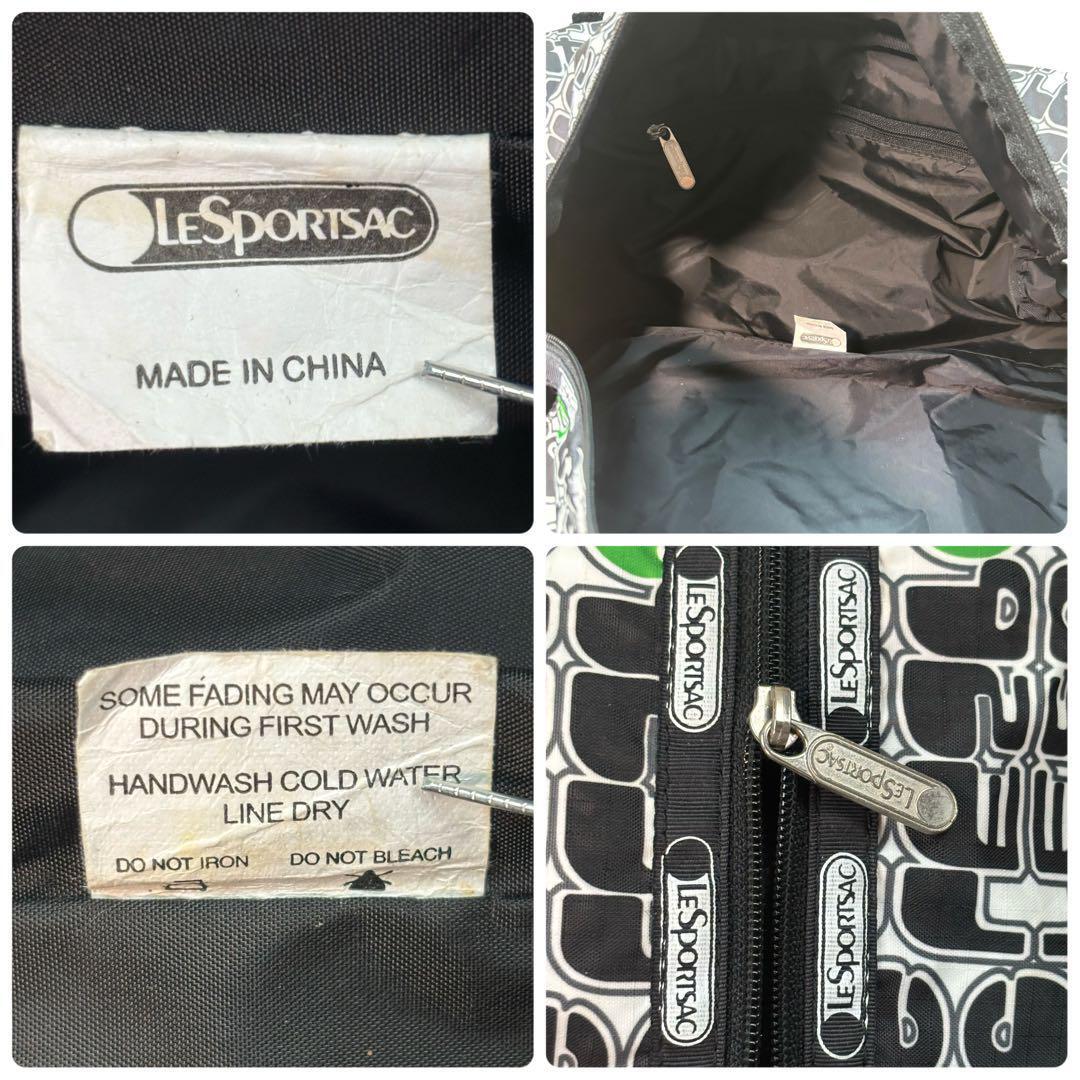 LeSportsac
MADE IN CHINA
SOME FADING MAY OCCUR
DURING FIRST WASH
HANDWASH COLD WATER
LINE DRY
DO NOT IRON DO NOT BLEACH
LeSportsac
LeSportsac
LeSportsac
LeSportsac
LeSportsac